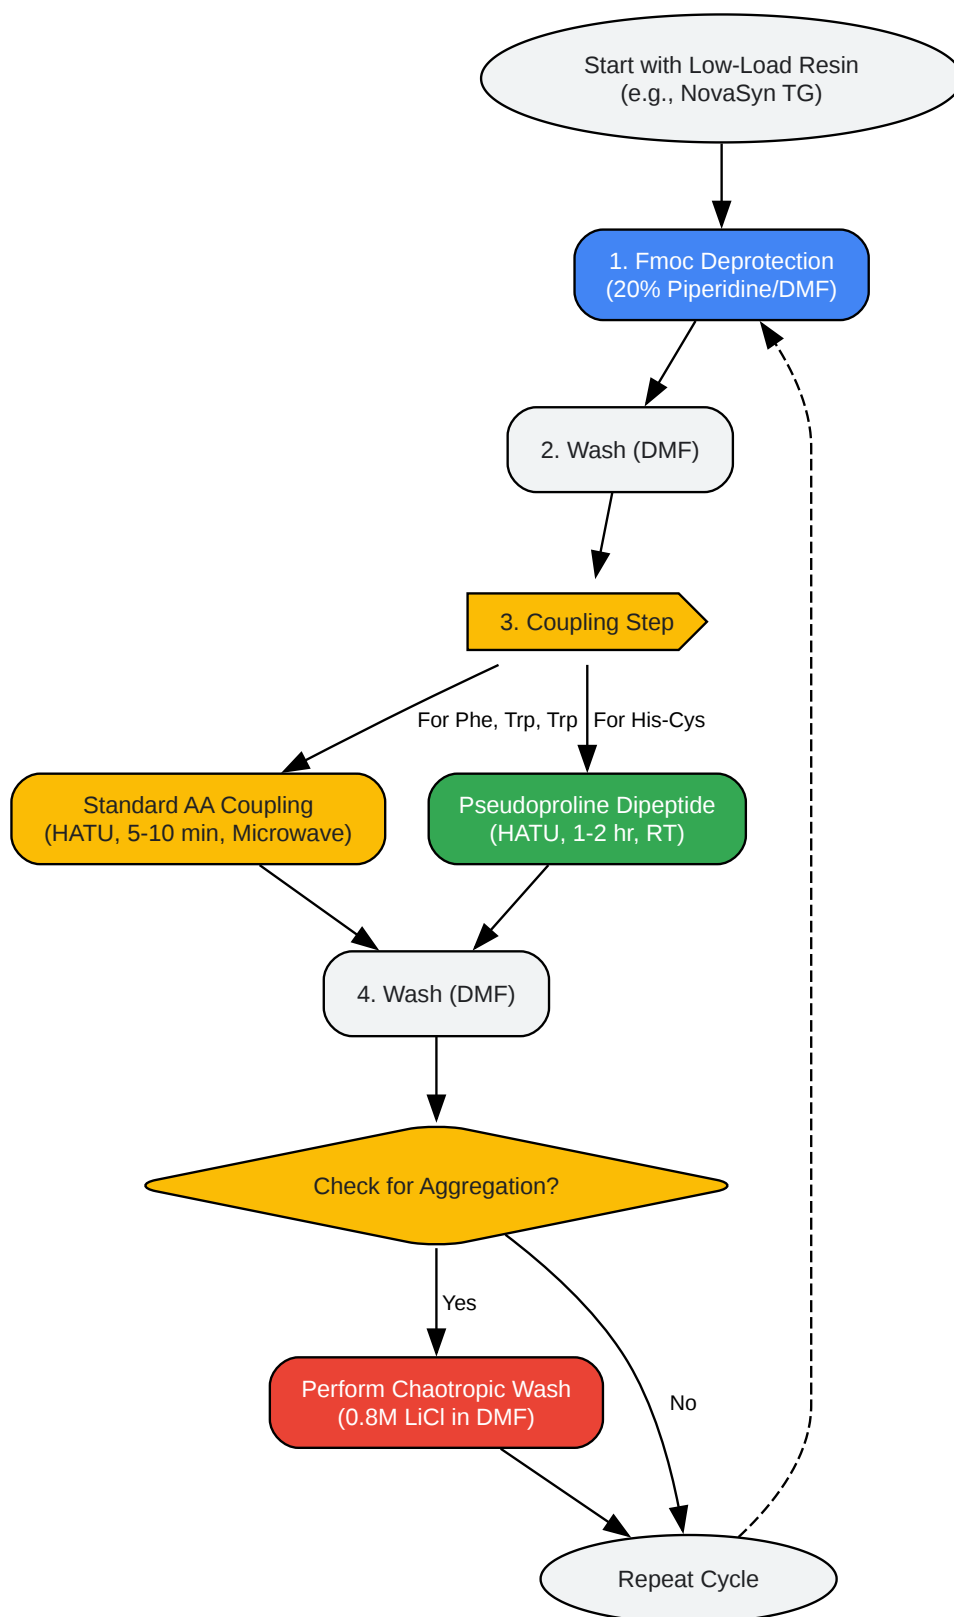 Start with Low-Load Resin
(e.g., NovaSyn TG)
1. Fmoc Deprotection
(20% Piperidine/DMF)
2. Wash (DMF)
3. Coupling Step
For Phe, Trp, Trp
For His-Cys
Standard AA Coupling
(HATU, 5-10 min, Microwave)
Pseudoproline Dipeptide
(HATU, 1-2 hr, RT)
4. Wash (DMF)
Check for Aggregation?
Yes
Perform Chaotropic Wash
(0.8M LiCl in DMF)
No
Repeat Cycle